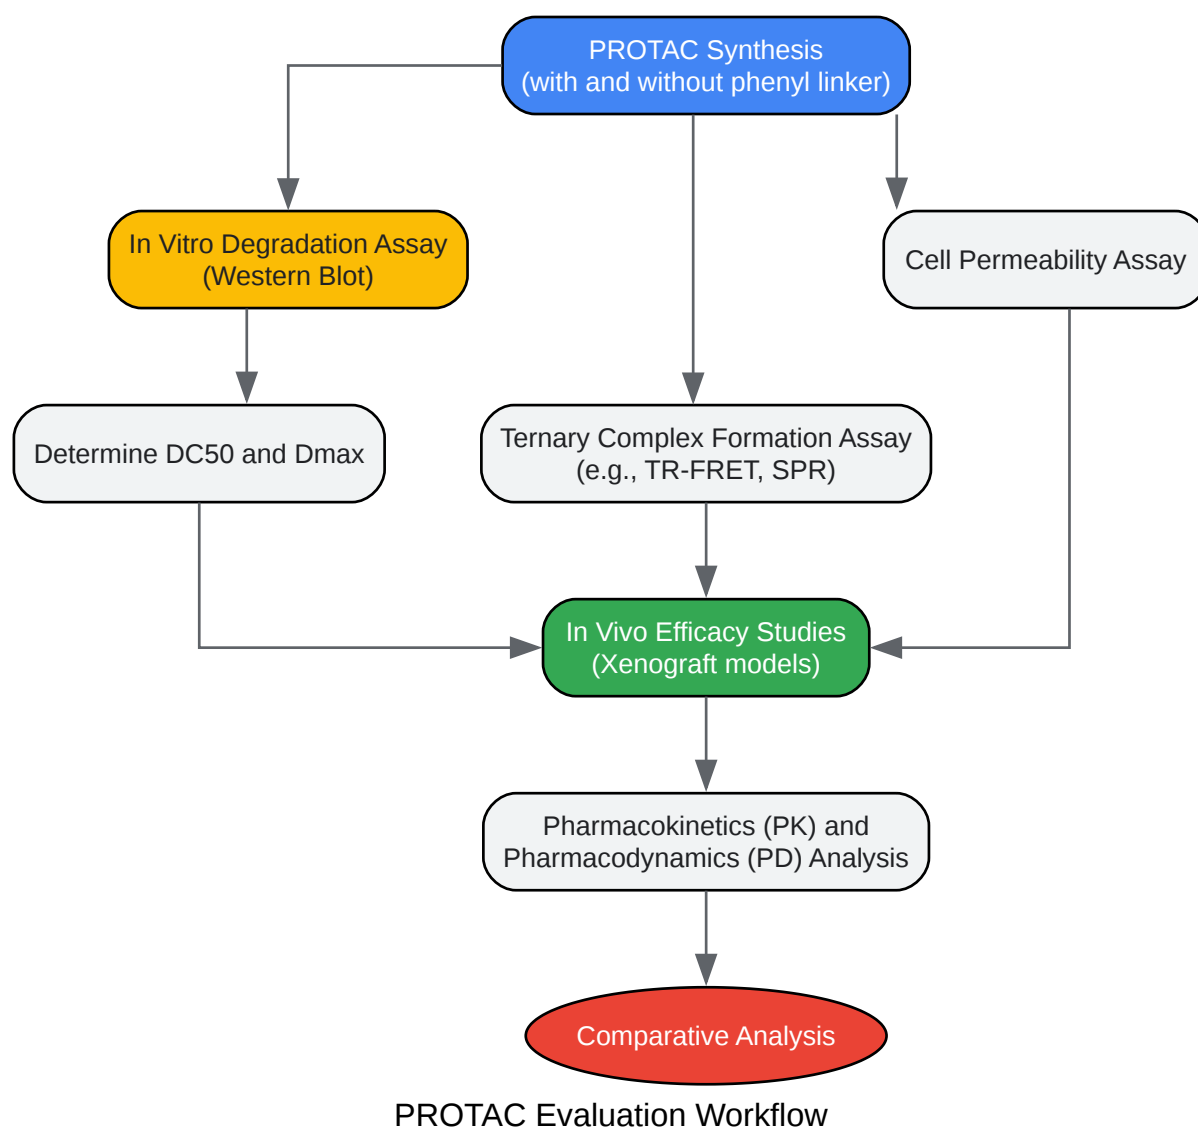 PROTAC Synthesis
(with and without phenyl linker)
In Vitro Degradation Assay
(Western Blot)
Cell Permeability Assay
Determine DC50 and Dmax
Ternary Complex Formation Assay
(e.g., TR-FRET, SPR)
In Vivo Efficacy Studies
(Xenograft models)
Pharmacokinetics (PK) and
Pharmacodynamics (PD) Analysis
Comparative Analysis
PROTAC Evaluation Workflow